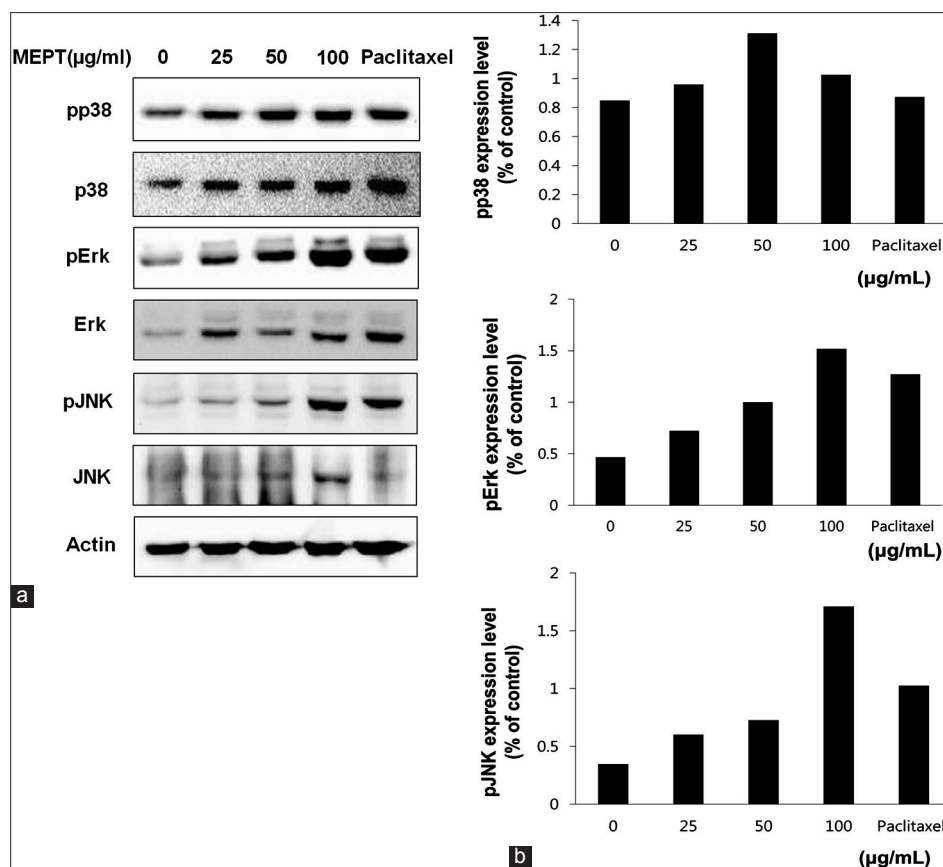 MEPT(µg/ml) 0 25 50 100 Paclitaxel
pp38
p38
pErk
Erk
pJNK
JNK
Actin
a
pp38 expression level
(% of control)
1.4
1.2
1
0.8
0.6
0.4
0.2
0
0 25 50 100 Paclitaxel
(µg/mL)
pErk expression level
(% of control)
2
1.5
1
0.5
0
0 25 50 100 Paclitaxel
(µg/mL)
pJNK expression level
(% of control)
2
1.5
1
0.5
0
0 25 50 100 Paclitaxel
(µg/mL)
b